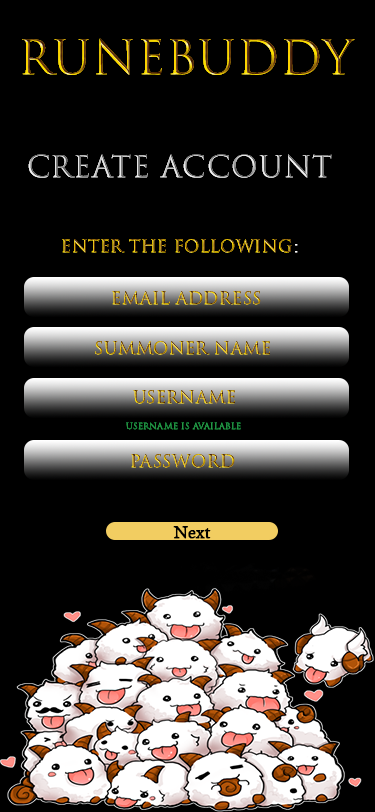 RUNEBUDDY
CREATE ACCOUNT
ENTER THE FOLLOWING:
EMAIL ADDRESS
SUMMONER NAME
USERNAME
USERNAME IS AVAILABLE
PASSWORD
Next